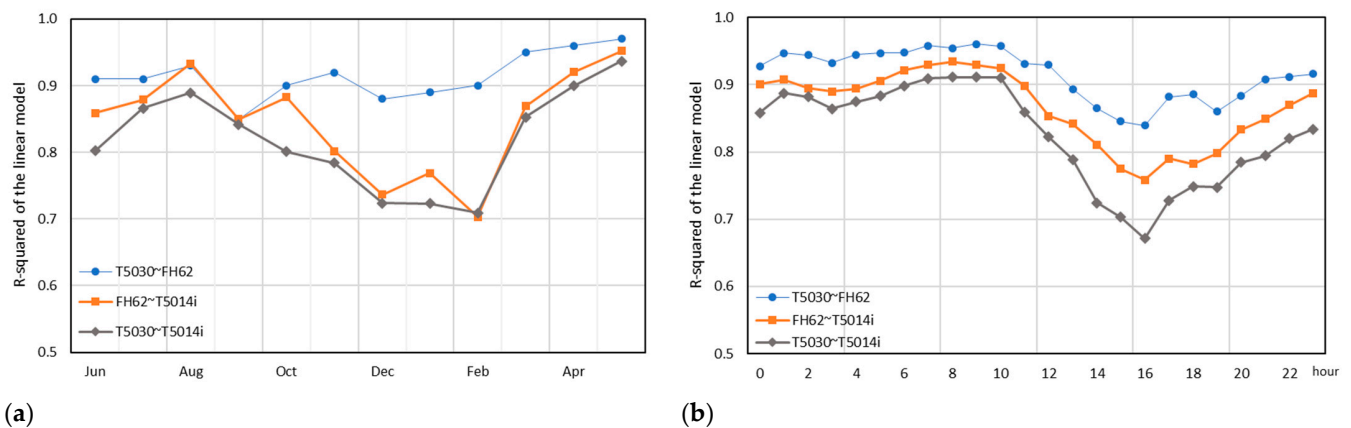 R-squared of the linear model
1.0
0.9
0.8
0.7
0.6
0.5
T5030~FH62
FH62~T5014i
T5030~T5014i
Jun Aug Oct Dec Feb Apr
(a)
R-squared of the linear model
1.0
0.9
0.8
0.7
0.6
0.5
T5030~FH62
FH62~T5014i
T5030~T5014i
0 2 4 6 8 10 12 14 16 18 20 22 hour
(b)